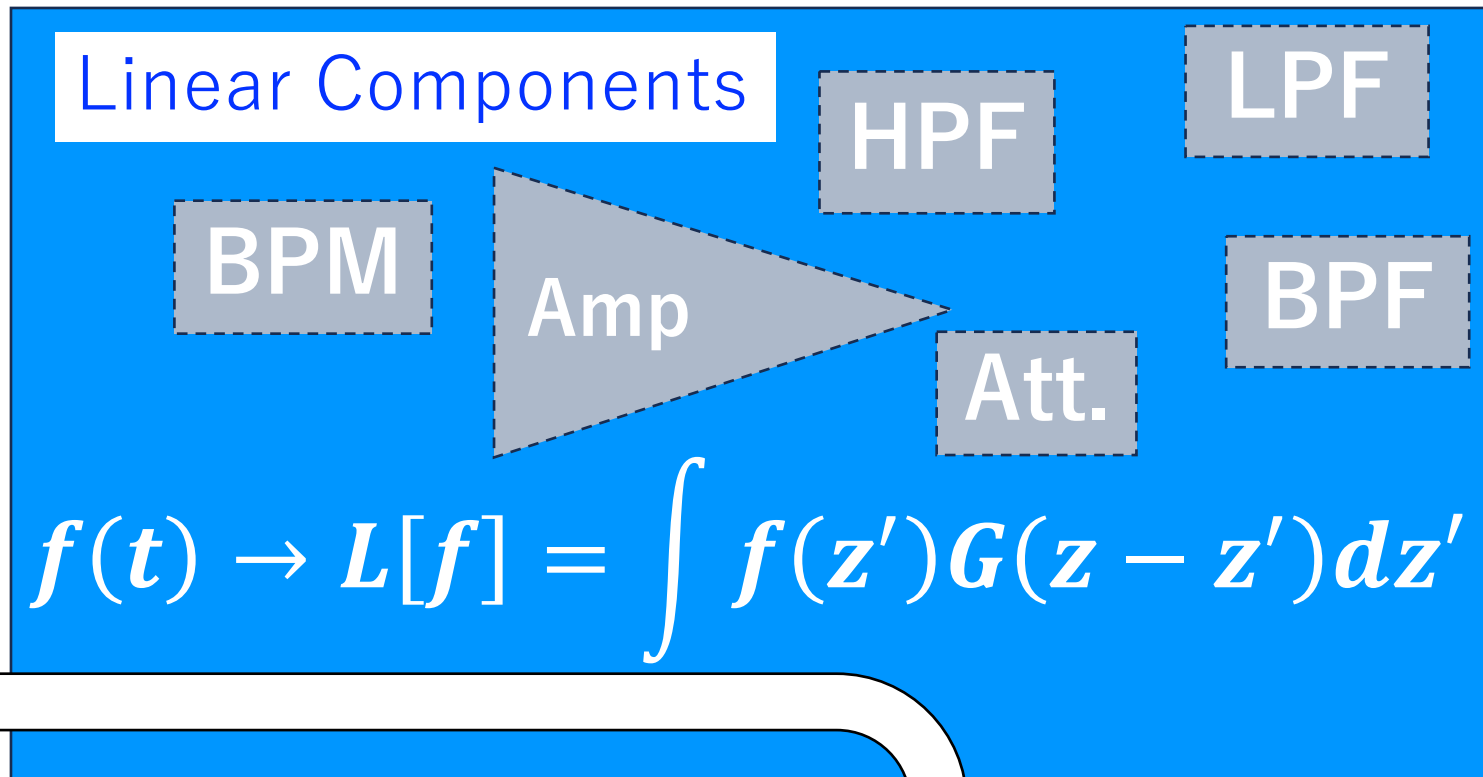 Linear Components
LPF
HPF
BPM
BPF
Amp
Att.
f(t) → L[f] = ∫ f(z′)G(z − z′)dz′